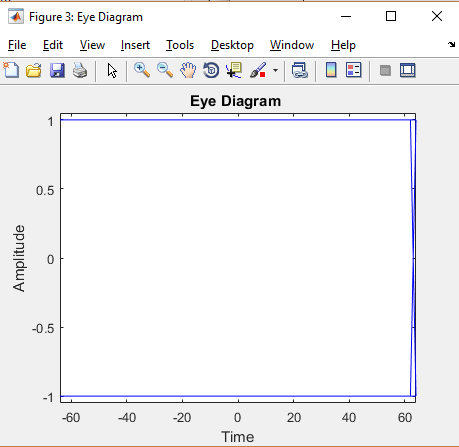 Figure 3: Eye Diagram
File Edit View Insert Tools Desktop Window Help
Eye Diagram
1
0.5
0
-0.5
-1
Amplitude
-60 -40 -20 0 20 40 60
Time